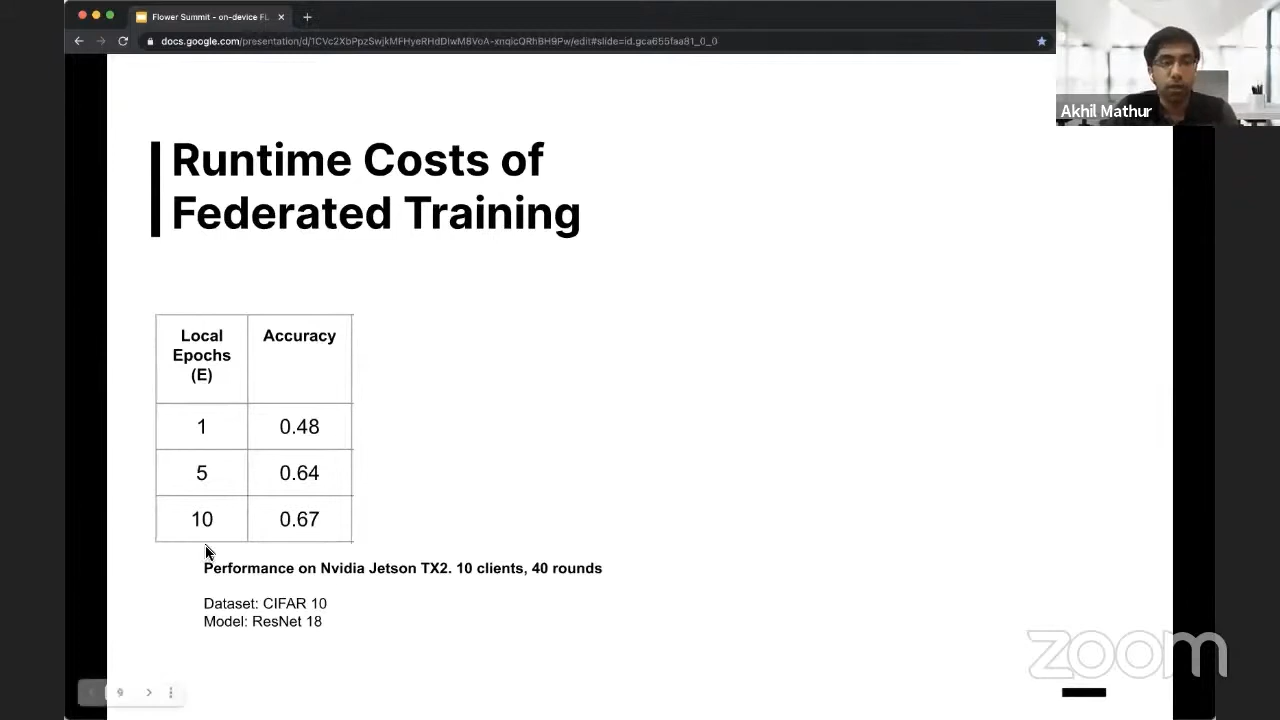 Flower Summit - on-device FL
docs.google.com/presentation/d/1CVc2XbPpzSwjkMFHyeRHdDlwM8VoA-xnqicQRhBH9Pw/edit#slide=id.gca655faa81_0_0
Akhil Mathur
Runtime Costs of
Federated Training
Local
Epochs
(E)
Accuracy
1
0.48
5
0.64
10
0.67
Performance on Nvidia Jetson TX2. 10 clients, 40 rounds
Dataset: CIFAR 10
Model: ResNet 18
zoom
9